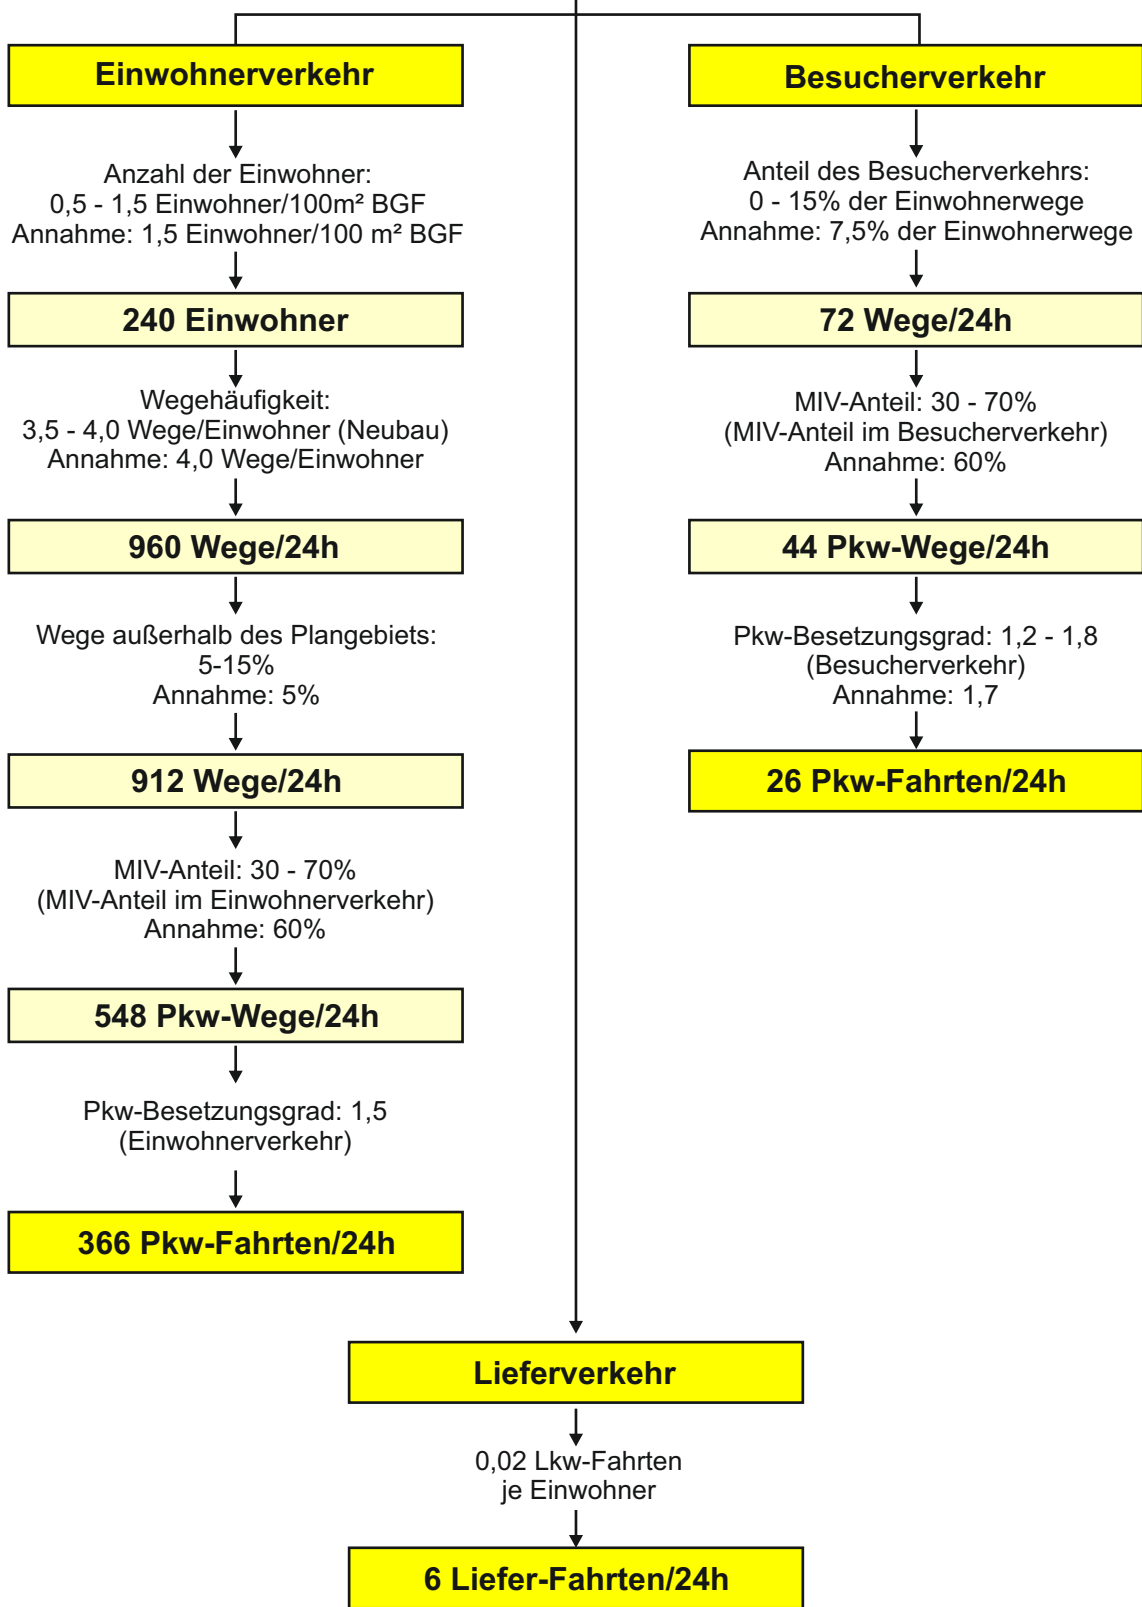 Einwohnerverkehr
Anzahl der Einwohner:
0,5 - 1,5 Einwohner/100m² BGF
Annahme: 1,5 Einwohner/100 m² BGF
240 Einwohner
Wegehäufigkeit:
3,5 - 4,0 Wege/Einwohner (Neubau)
Annahme: 4,0 Wege/Einwohner
960 Wege/24h
Wege außerhalb des Plangebiets:
5-15%
Annahme: 5%
912 Wege/24h
MIV-Anteil: 30 - 70%
(MIV-Anteil im Einwohnerverkehr)
Annahme: 60%
548 Pkw-Wege/24h
Pkw-Besetzungsgrad: 1,5
(Einwohnerverkehr)
366 Pkw-Fahrten/24h
Besucherverkehr
Anteil des Besucherverkehrs:
0 - 15% der Einwohnerwege
Annahme: 7,5% der Einwohnerwege
72 Wege/24h
MIV-Anteil: 30 - 70%
(MIV-Anteil im Besucherverkehr)
Annahme: 60%
44 Pkw-Wege/24h
Pkw-Besetzungsgrad: 1,2 - 1,8
(Besucherverkehr)
Annahme: 1,7
26 Pkw-Fahrten/24h
Lieferverkehr
0,02 Lkw-Fahrten
je Einwohner
6 Liefer-Fahrten/24h